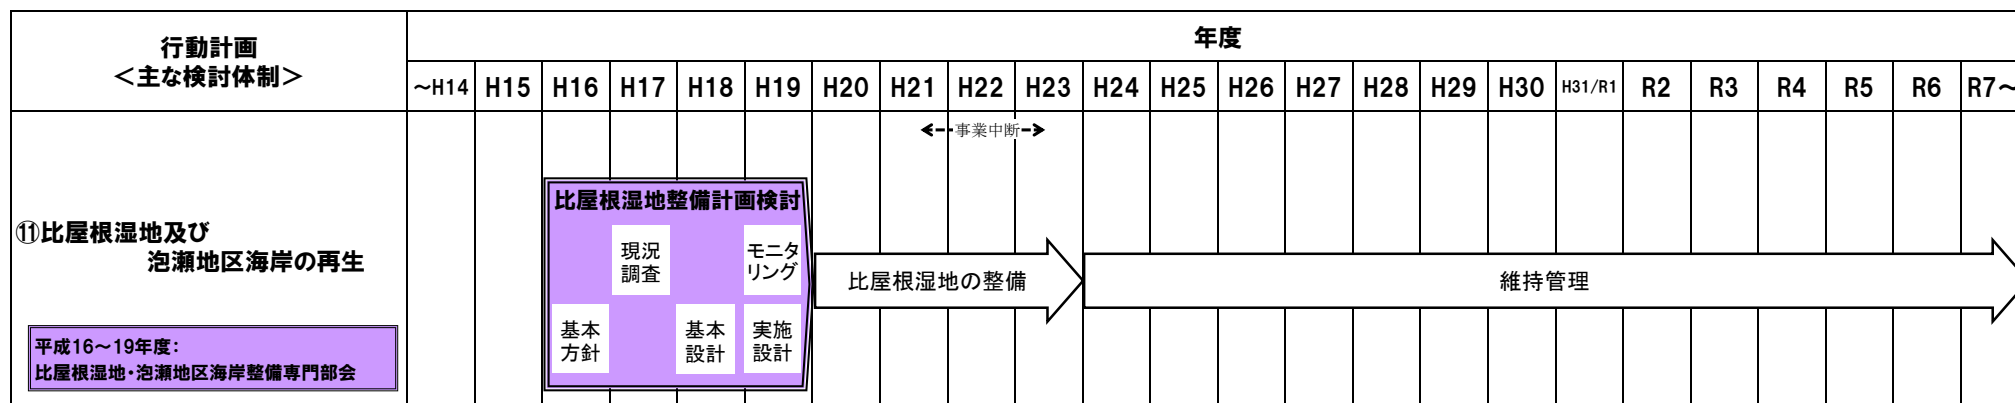 行動計画
＜主な検討体制＞
年度
～H14 H15 H16 H17 H18 H19 H20 H21 H22 H23 H24 H25 H26 H27 H28 H29 H30 H31/R1 R2 R3 R4 R5 R6 R7～
事業中断
⑪比屋根湿地及び
泡瀬地区海岸の再生
平成16～19年度：
比屋根湿地・泡瀬地区海岸整備専門部会
比屋根湿地整備計画検討
現況
調査
モニタ
リング
基本
方針
基本
設計
実施
設計
比屋根湿地の整備
維持管理